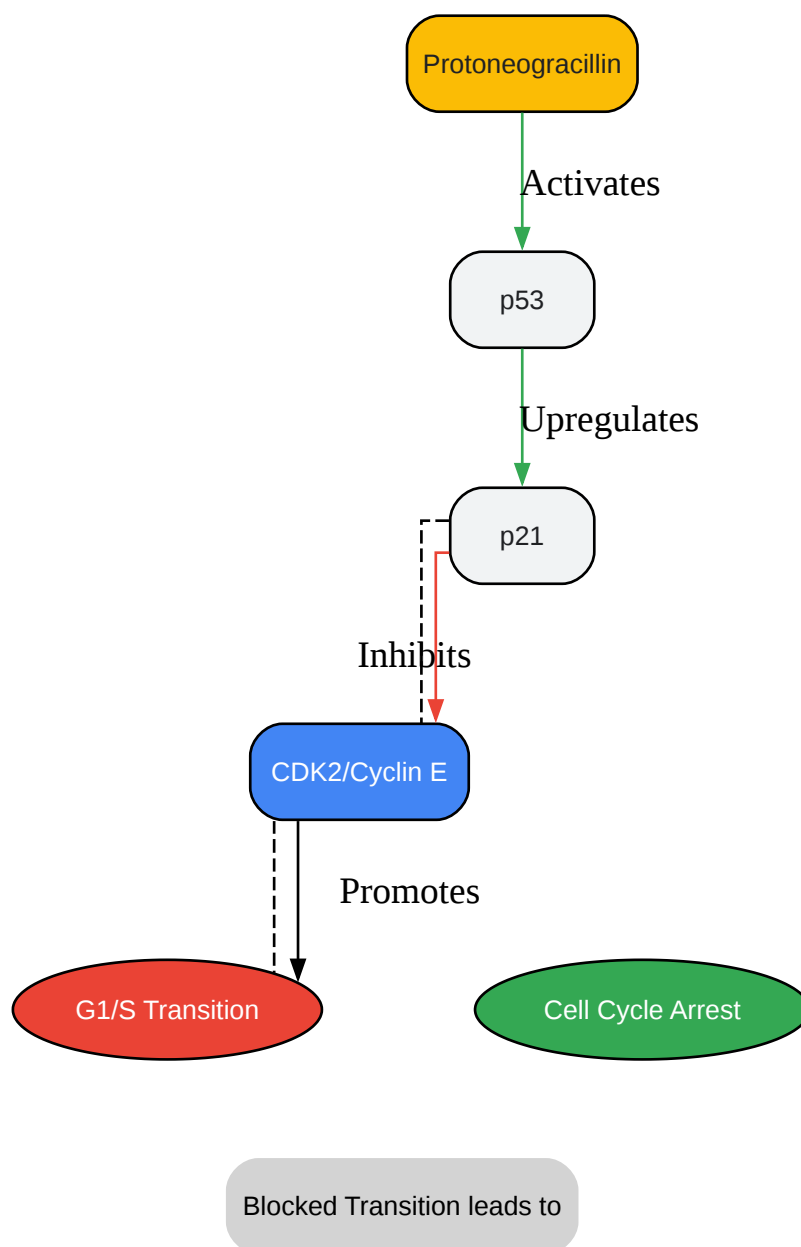 Protoneogracillin
Activates
p53
Upregulates
p21
Inhibits
CDK2/Cyclin E
Promotes
G1/S Transition
Cell Cycle Arrest
Blocked Transition leads to